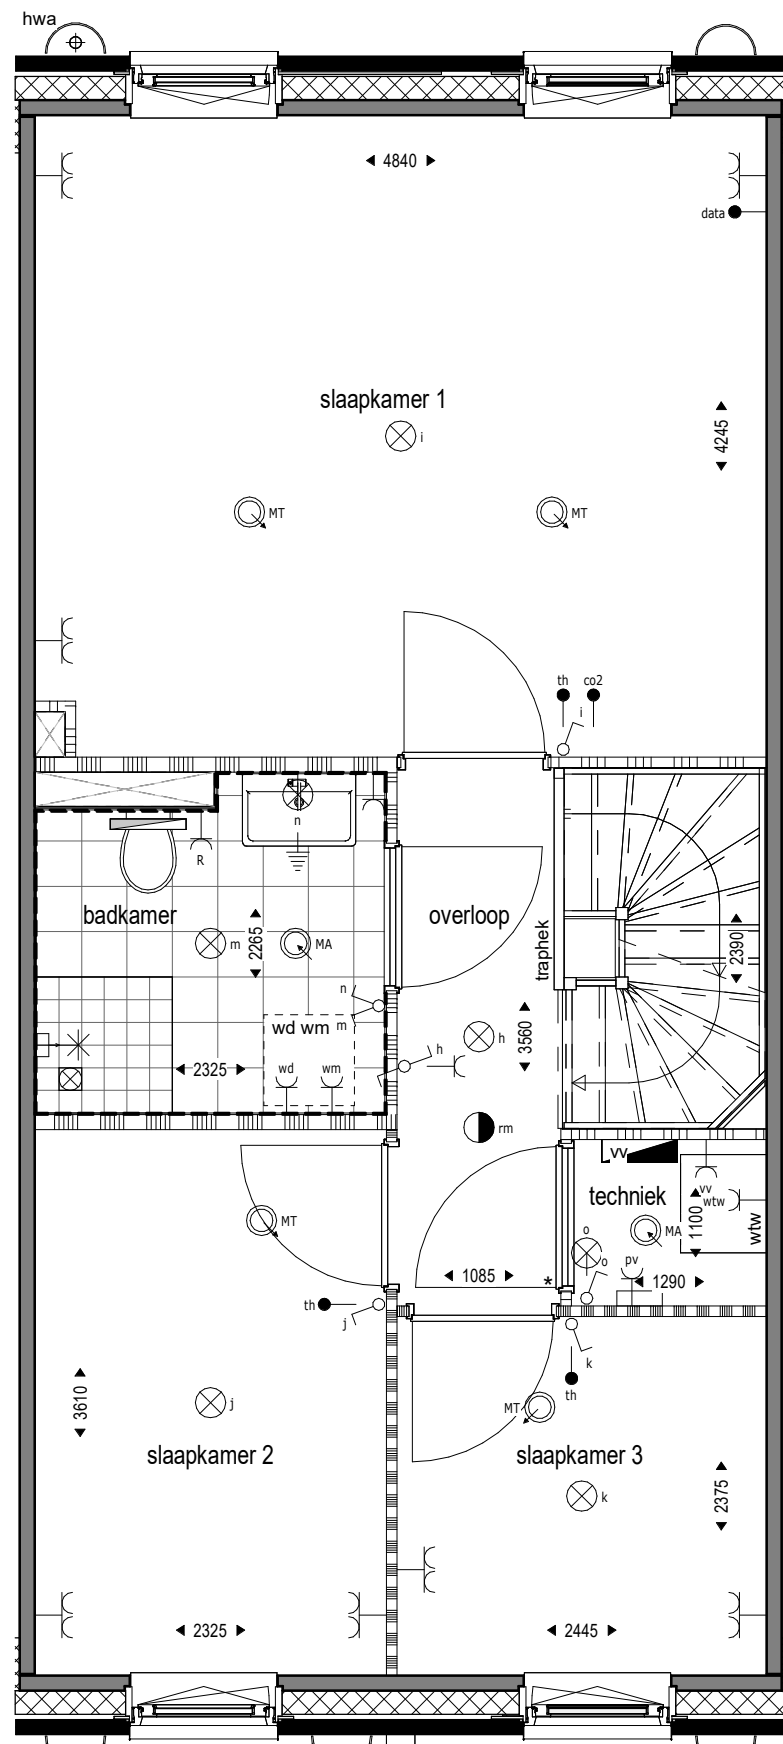 hwa
4840
data
slaapkamer 1
i
4245
MT
MT
th co2
i
n
R
badkamer
overloop
traphek
m
2265
MA
2390
n
m
wd wm
h
h
3560
2325
wd
wm
rm
vv
techniek
vv
wtw
wtw
MT
o
MA
1100
o
pv
1085
*
1290
th
j
k
th
3610
j
MT
slaapkamer 2
slaapkamer 3
k
2375
2325
2445